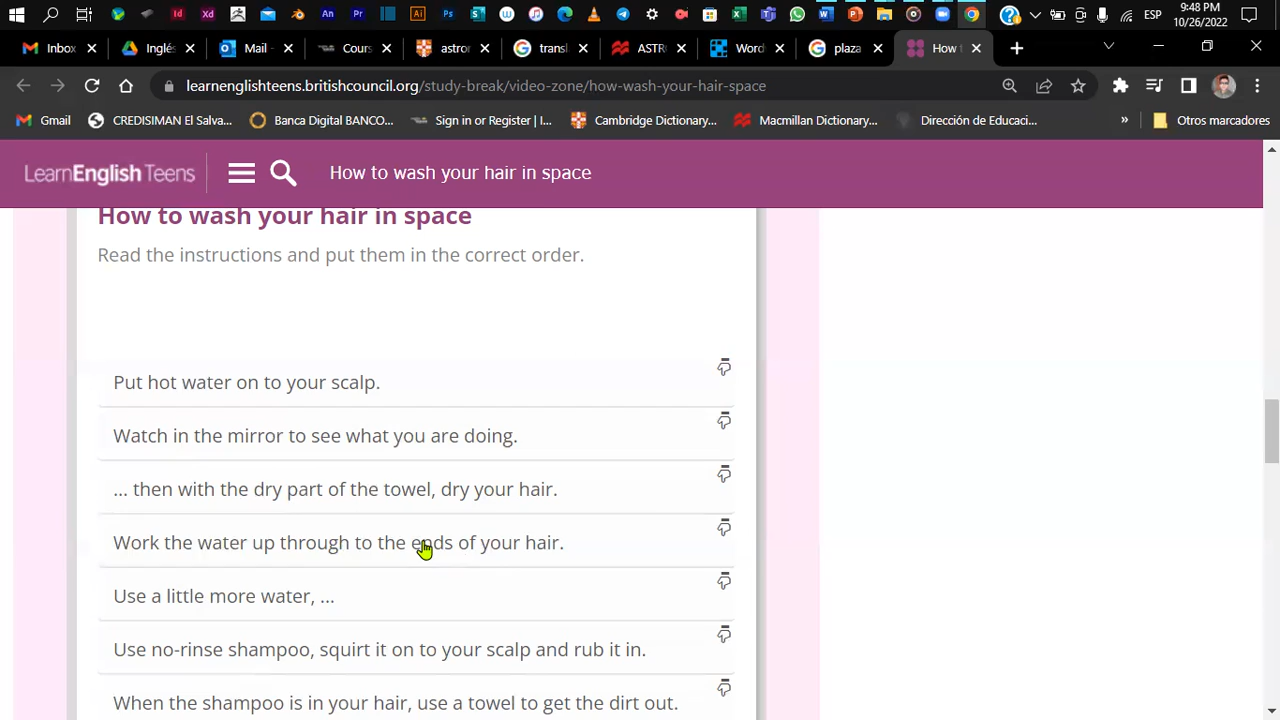 9:48 PM
ESP
10/26/2022
Inbox
Inglés
Mail -
Cours
astror
transl
ASTR
Word
plaza
How t
learnenglishteens.britishcouncil.org/study-break/video-zone/how-wash-your-hair-space
Gmail
CREDISIMAN El Salva...
Banca Digital BANCO...
Sign in or Register | I...
Cambridge Dictionary...
Macmillan Dictionary...
Dirección de Educaci...
»
Otros marcadores
LearnEnglish Teens
How to wash your hair in space
How to wash your hair in space
Read the instructions and put them in the correct order.
Put hot water on to your scalp.
Watch in the mirror to see what you are doing.
... then with the dry part of the towel, dry your hair.
Work the water up through to the ends of your hair.
Use a little more water, ...
Use no-rinse shampoo, squirt it on to your scalp and rub it in.
When the shampoo is in your hair, use a towel to get the dirt out.